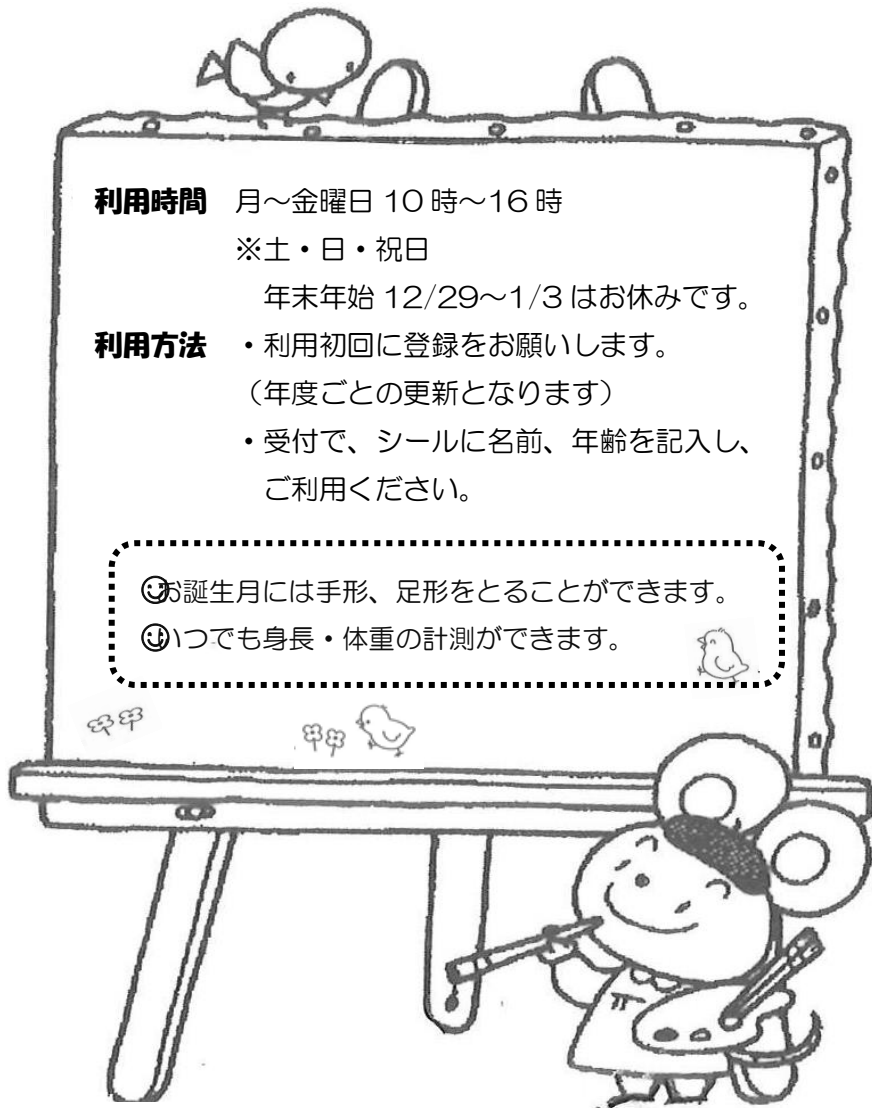 利用時間 月～金曜日 10時～16時
※土・日・祝日
年末年始 12/29～1/3 はお休みです。
利用方法 ・利用初回に登録をお願いします。
（年度ごとの更新となります）
・受付で、シールに名前、年齢を記入し、
ご利用ください。
☺お誕生月には手形、足形をとることができます。
☺いつでも身長・体重の計測ができます。